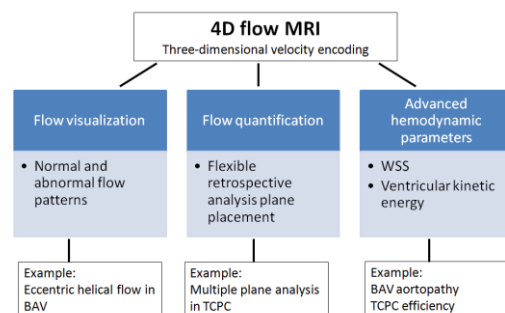 4D flow MRI
Three-dimensional velocity encoding
Flow visualization
• Normal and
abnormal flow
patterns
Example:
Eccentric helical flow in
BAV
Flow quantification
• Flexible
retrospective
analysis plane
placement
Example:
Multiple plane analysis
in TCPC
Advanced
hemodynamic
parameters
• WSS
• Ventricular kinetic
energy
Example:
BAV aortopathy
TCPC efficiency